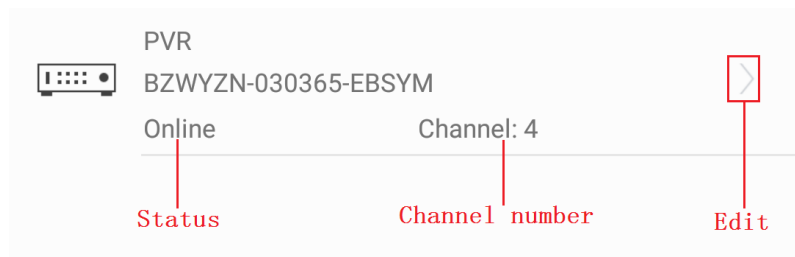 PVR
BZWYZN-030365-EBSYM
Online Channel: 4
Status Channel number Edit